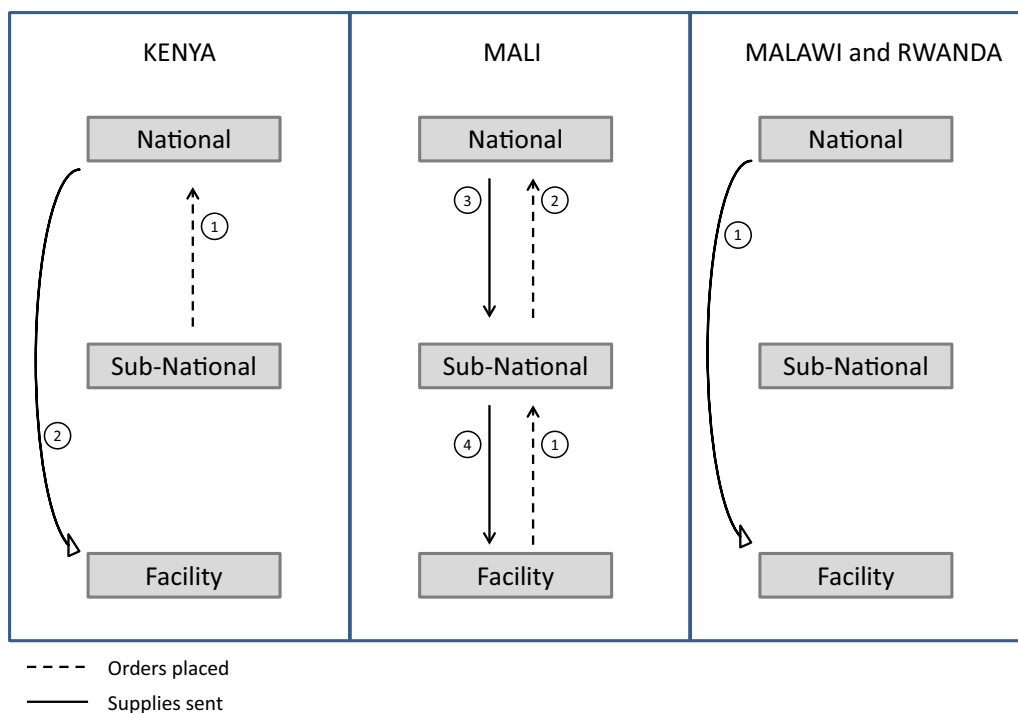 KENYA
National
1
Sub-National
2
Facility
MALI
National
3 2
Sub-National
4 1
Facility
MALAWI and RWANDA
National
1
Sub-National
Facility
Orders placed
Supplies sent